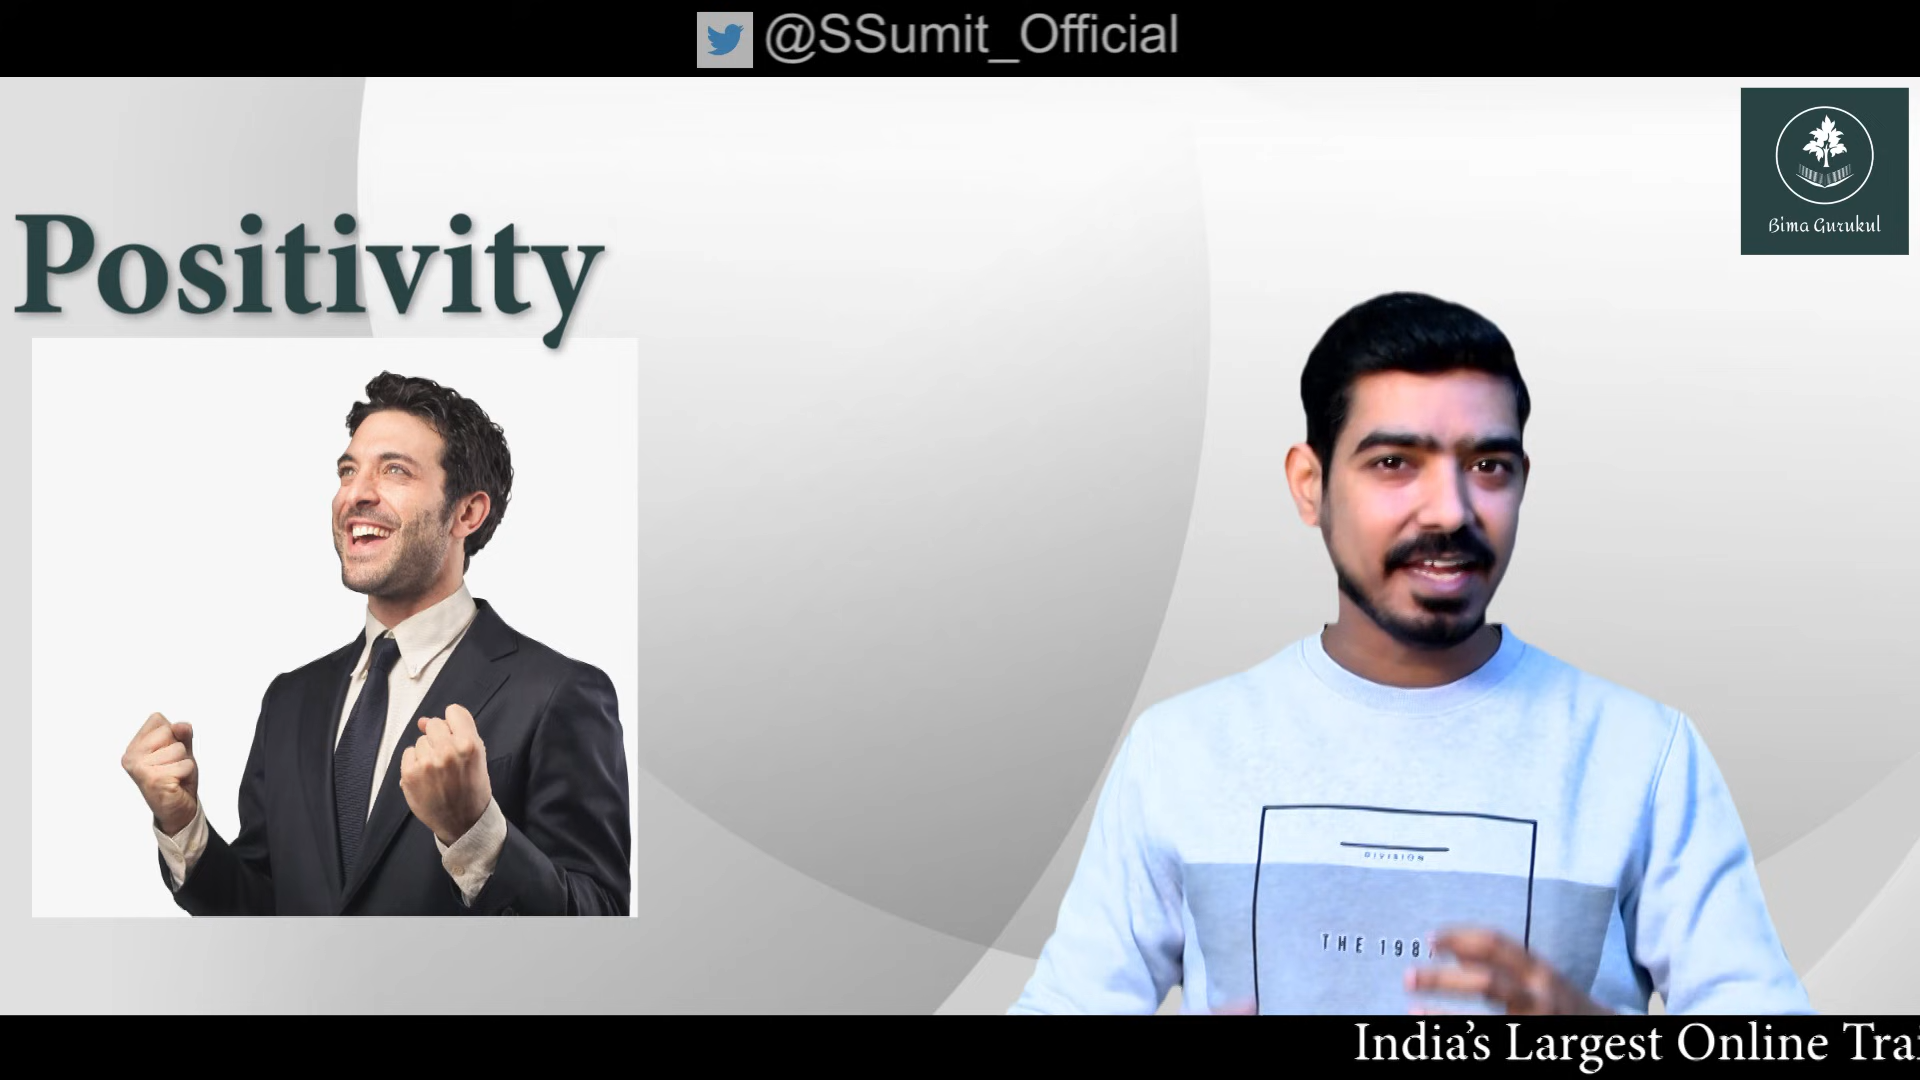 @SSumit_Official
Bima Gurukul
Positivity
DIVISION
THE 198
India's Largest Online Tra